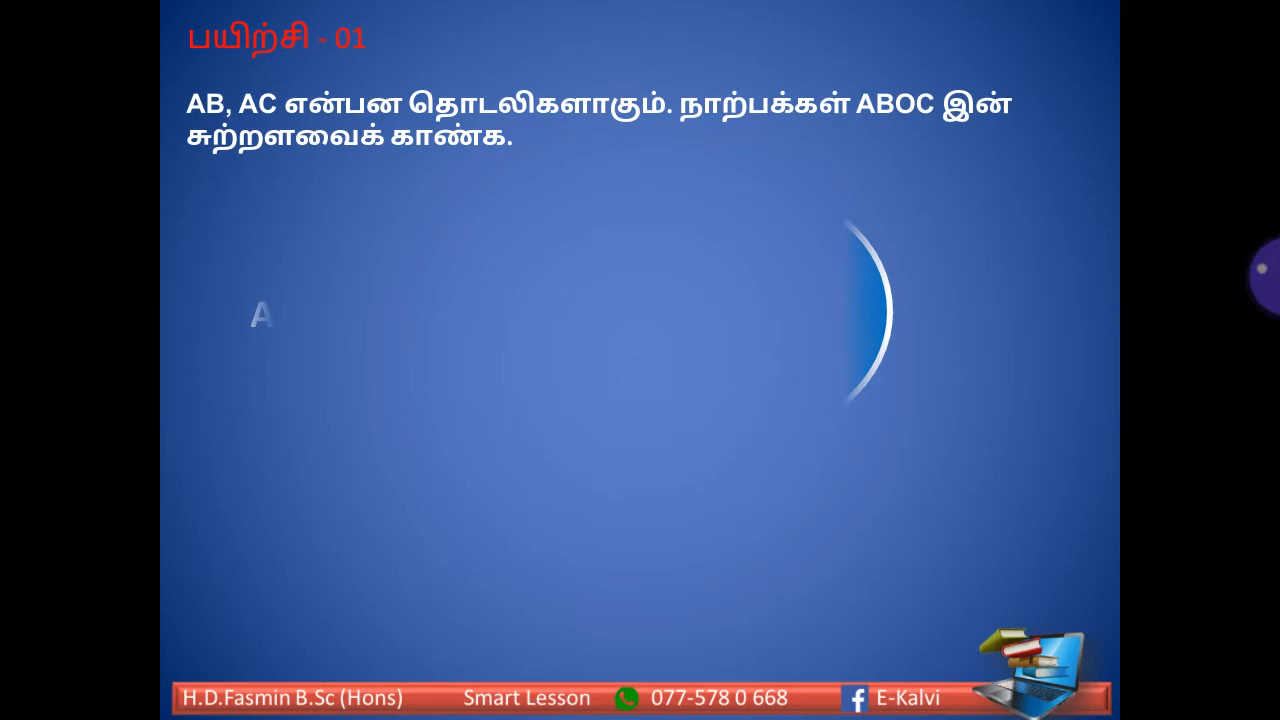 பயிற்சி - 01
AB, AC என்பன தொடலிகளாகும். நாற்பக்கள் ABOC இன்
சுற்றளவைக் காண்க.
A
H.D.Fasmin B.Sc (Hons) Smart Lesson 077-578 0 668 E-Kalvi